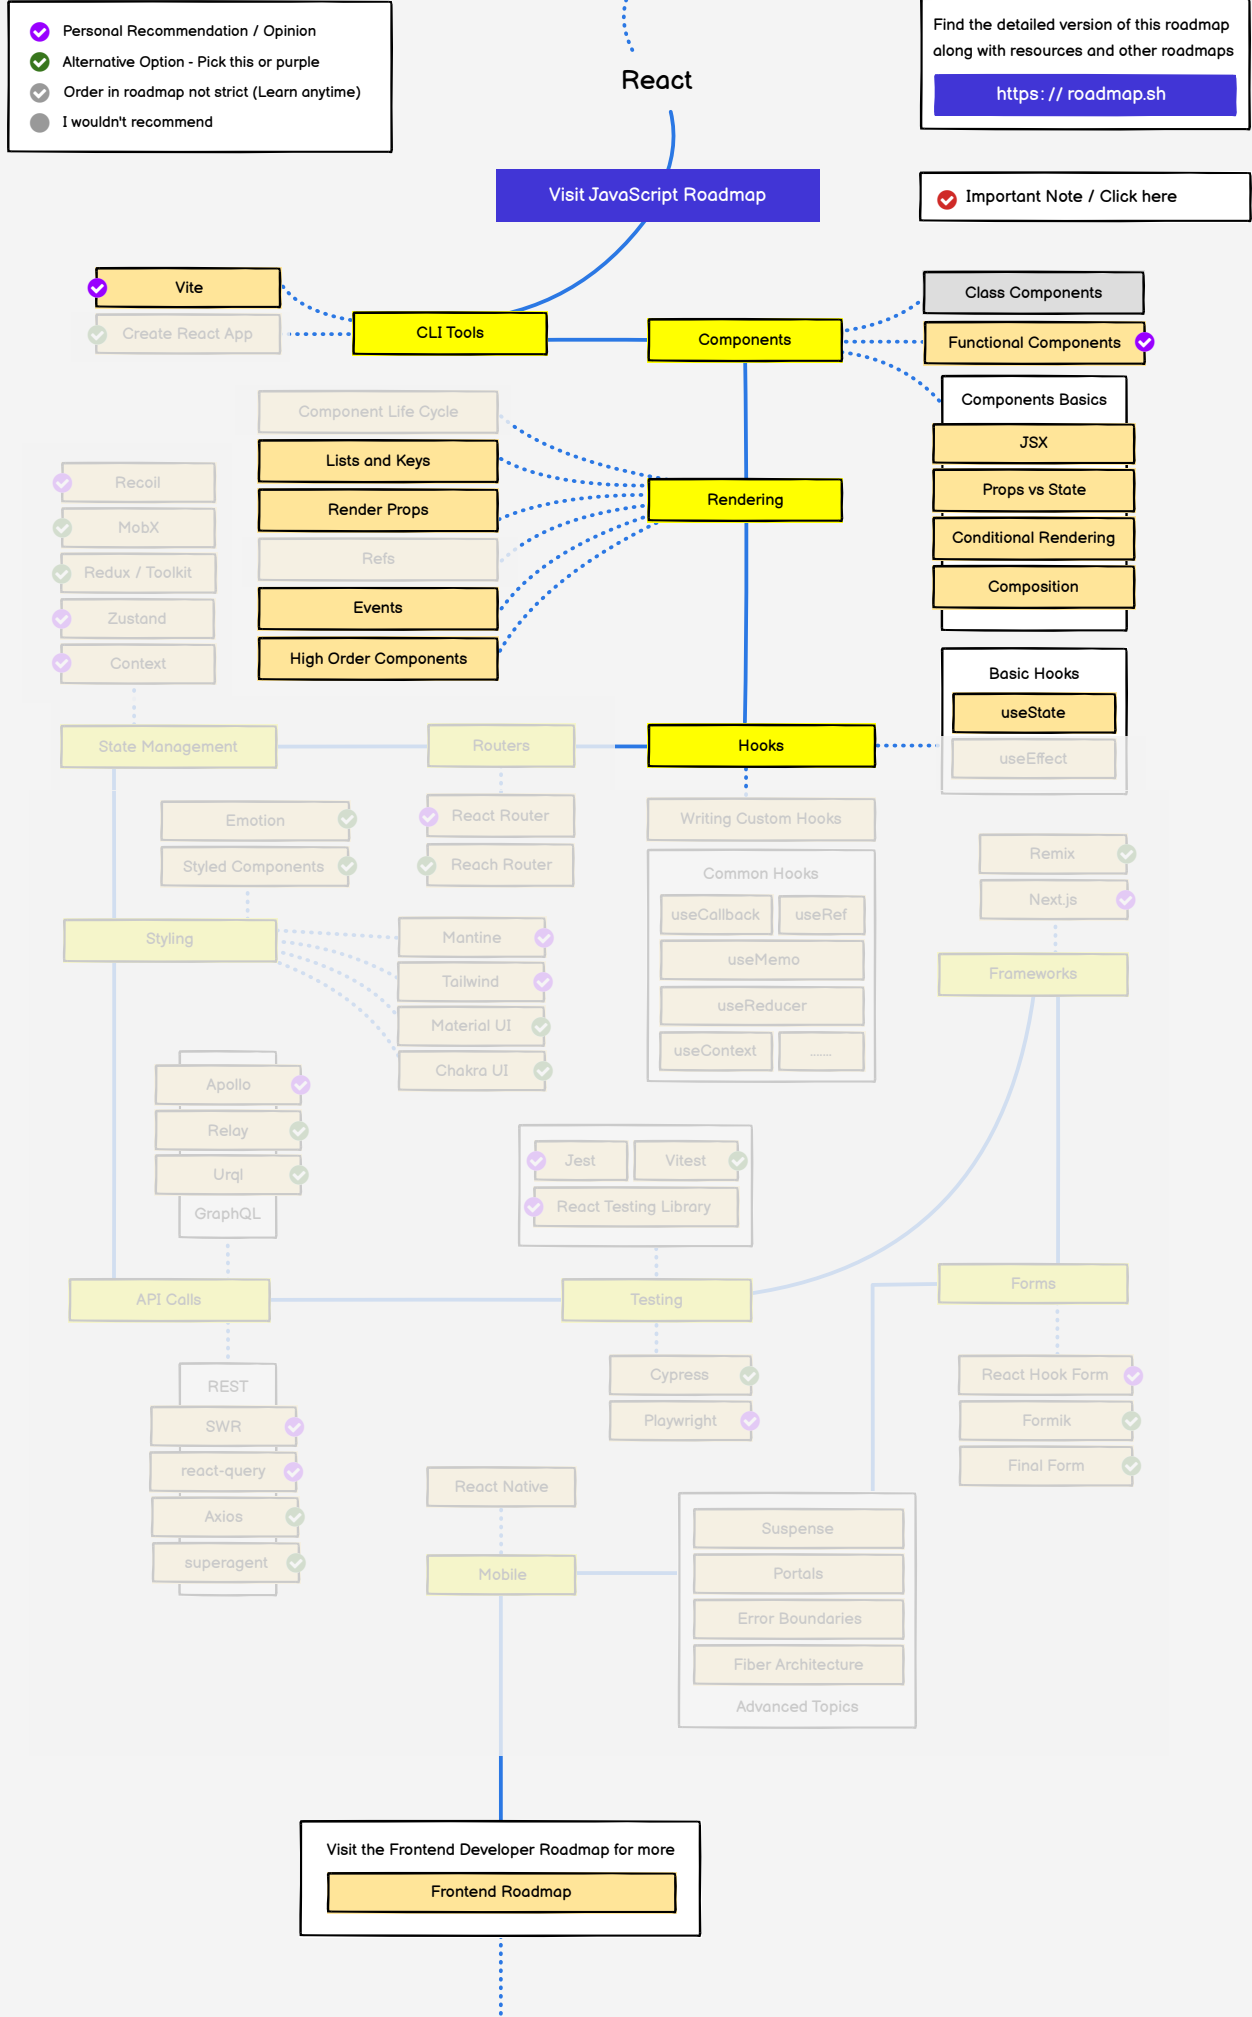 Personal Recommendation / Opinion
Alternative Option - Pick this or purple
Order in roadmap not strict (Learn anytime)
I wouldn't recommend
React
Find the detailed version of this roadmap
along with resources and other roadmaps
https://roadmap.sh
Visit JavaScript Roadmap
Important Note / Click here
Vite
Create React App
CLI Tools
Components
Class Components
Functional Components
Components Basics
JSX
Props vs State
Conditional Rendering
Composition
Component Life Cycle
Lists and Keys
Render Props
Refs
Events
High Order Components
Rendering
Recoil
MobX
Redux / Toolkit
Zustand
Context
Basic Hooks
useState
useEffect
State Management
Routers
Hooks
Emotion
Styled Components
React Router
Reach Router
Writing Custom Hooks
Common Hooks
useCallback
useRef
useMemo
useReducer
useContext
.......
Remix
Next.js
Frameworks
Styling
Mantine
Tailwind
Material UI
Chakra UI
Apollo
Relay
Urql
GraphQL
Jest
Vitest
React Testing Library
API Calls
Testing
Forms
REST
SWR
react-query
Axios
superagent
Cypress
Playwright
React Hook Form
Formik
Final Form
React Native
Mobile
Suspense
Portals
Error Boundaries
Fiber Architecture
Advanced Topics
Visit the Frontend Developer Roadmap for more
Frontend Roadmap